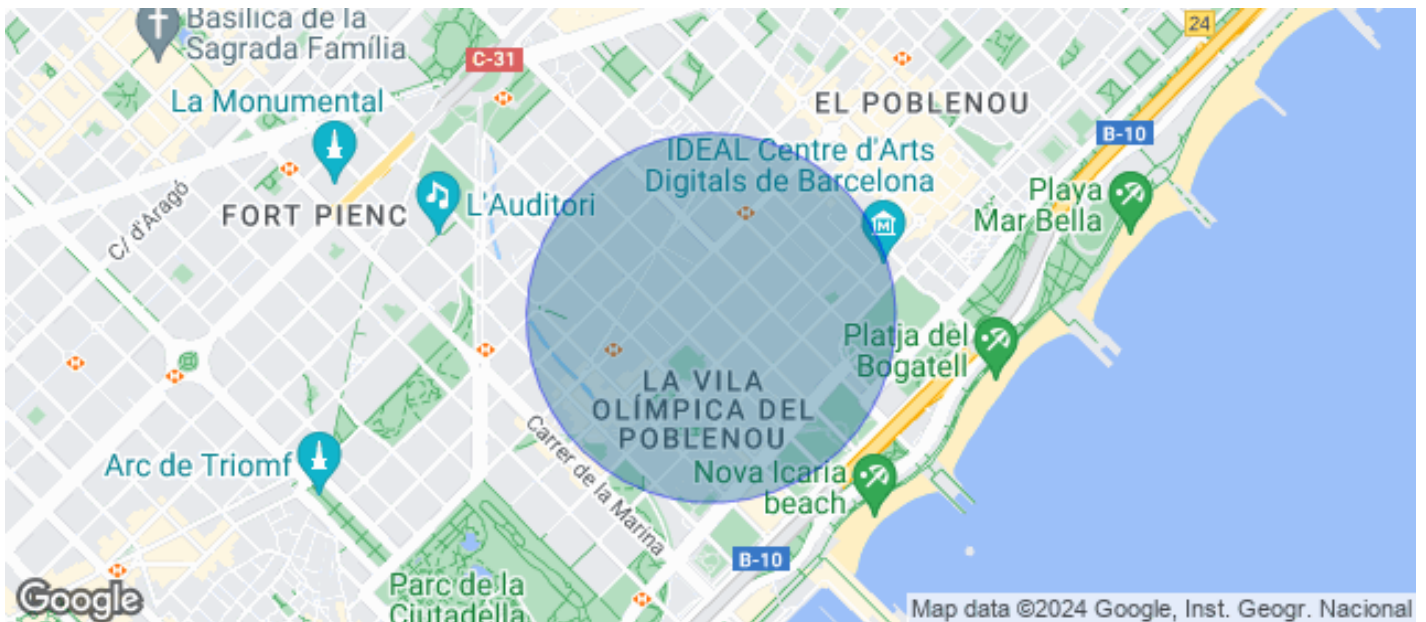 Basílica de la
Sagrada Família
24
C-31
La Monumental
EL POBLENOU
B-10
IDEAL Centre d'Arts
Digitals de Barcelona
C/ d'Aragó
FORT PIENC
L'Auditori
Playa
Mar Bella
M
Platja del
Bogatell
LA VILA
OLÍMPICA DEL
POBLENOU
Carrer de la Marina
Arc de Triomf
Nova Icaria
beach
B-10
Parc de la
Ciutadella
Google
Map data ©2024 Google, Inst. Geogr. Nacional